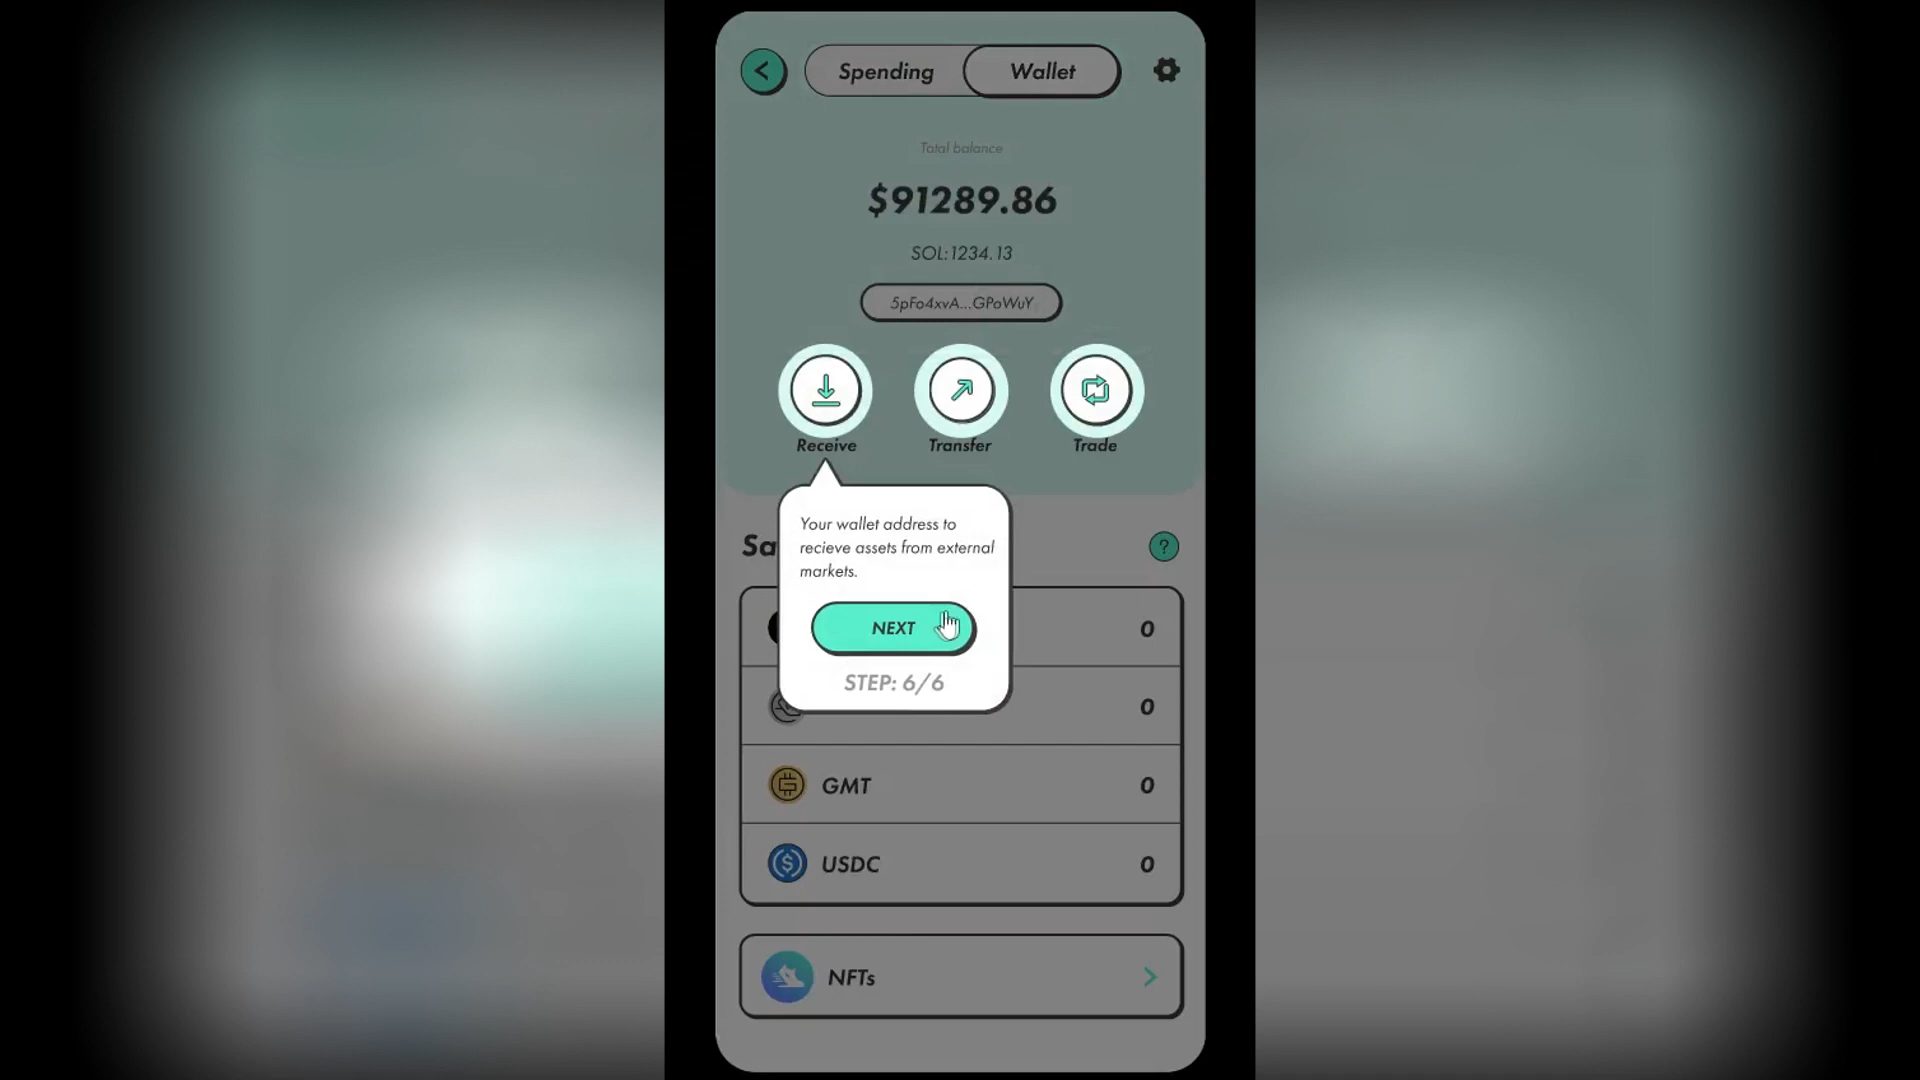 Spending
Wallet
Total balance
$91289.86
SOL:1234.13
5pFo4xvA...GPoWuY
Receive
Transfer
Trade
Your wallet address to
recieve assets from external
markets.
?
NEXT
0
STEP: 6/6
0
GMT
0
USDC
0
NFTs